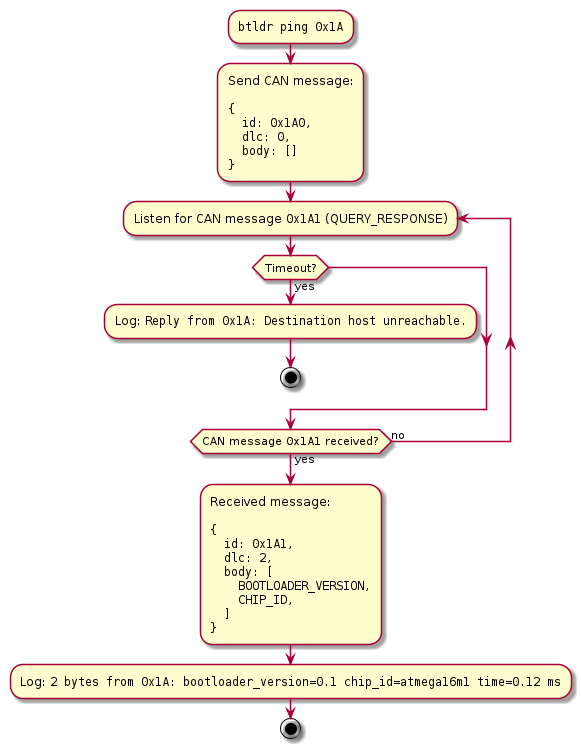 btldr ping 0x1A
Send CAN message:
{
  id: 0x1A0,
  dlc: 0,
  body: []
}
Listen for CAN message 0x1A1 (QUERY_RESPONSE)
Timeout?
yes
Log: Reply from 0x1A: Destination host unreachable.
CAN message 0x1A1 received?
no
yes
Received message:
{
  id: 0x1A1,
  dlc: 2,
  body: [
    BOOTLOADER_VERSION,
    CHIP_ID,
  ]
}
Log: 2 bytes from 0x1A: bootloader_version=0.1 chip_id=atmega16m1 time=0.12 ms